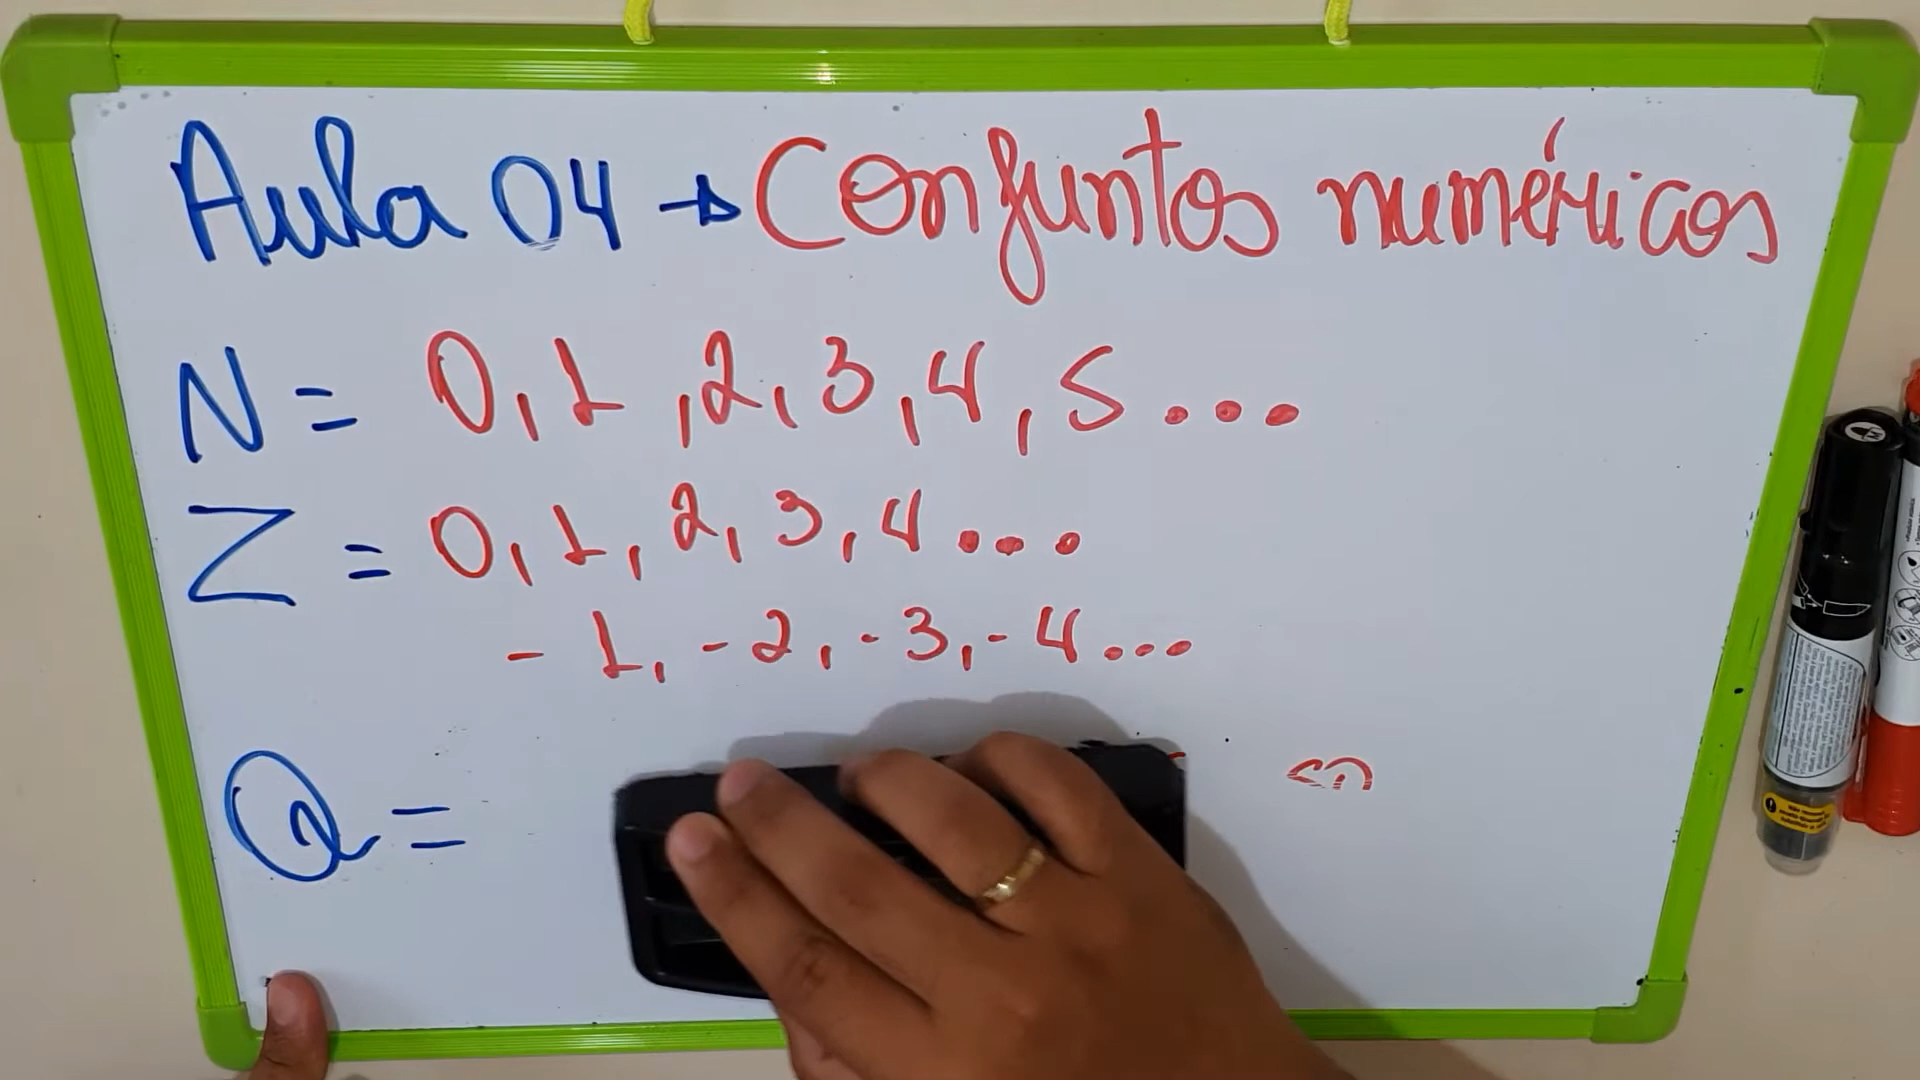 Aula 04 → Conjuntos numéricos
N = 0, 1, 2, 3, 4, 5...
Z = 0, 1, 2, 3, 4...
-1, -2, -3, -4...
Q =